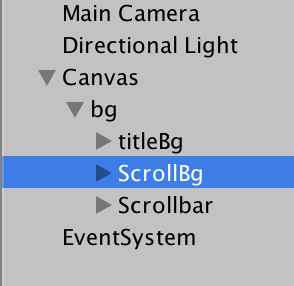 Main Camera
Directional Light
Canvas
bg
titleBg
ScrollBg
Scrollbar
EventSystem